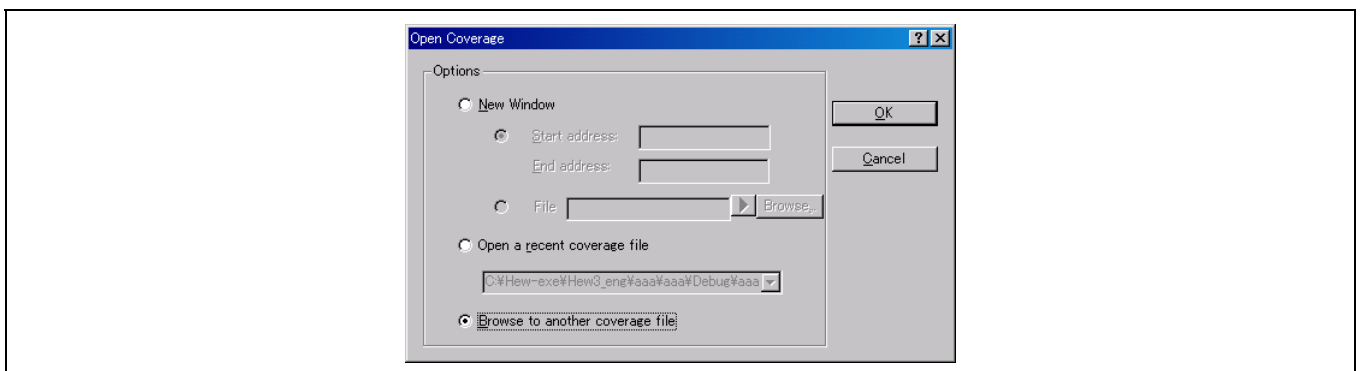 Open Coverage
Options
New Window
OK
Start address:
End address:
Cancel
File
Browse...
Open a recent coverage file
C:¥Hew-exe¥Hew3_eng¥aaa¥aaa¥Debug¥aaa
Browse to another coverage file